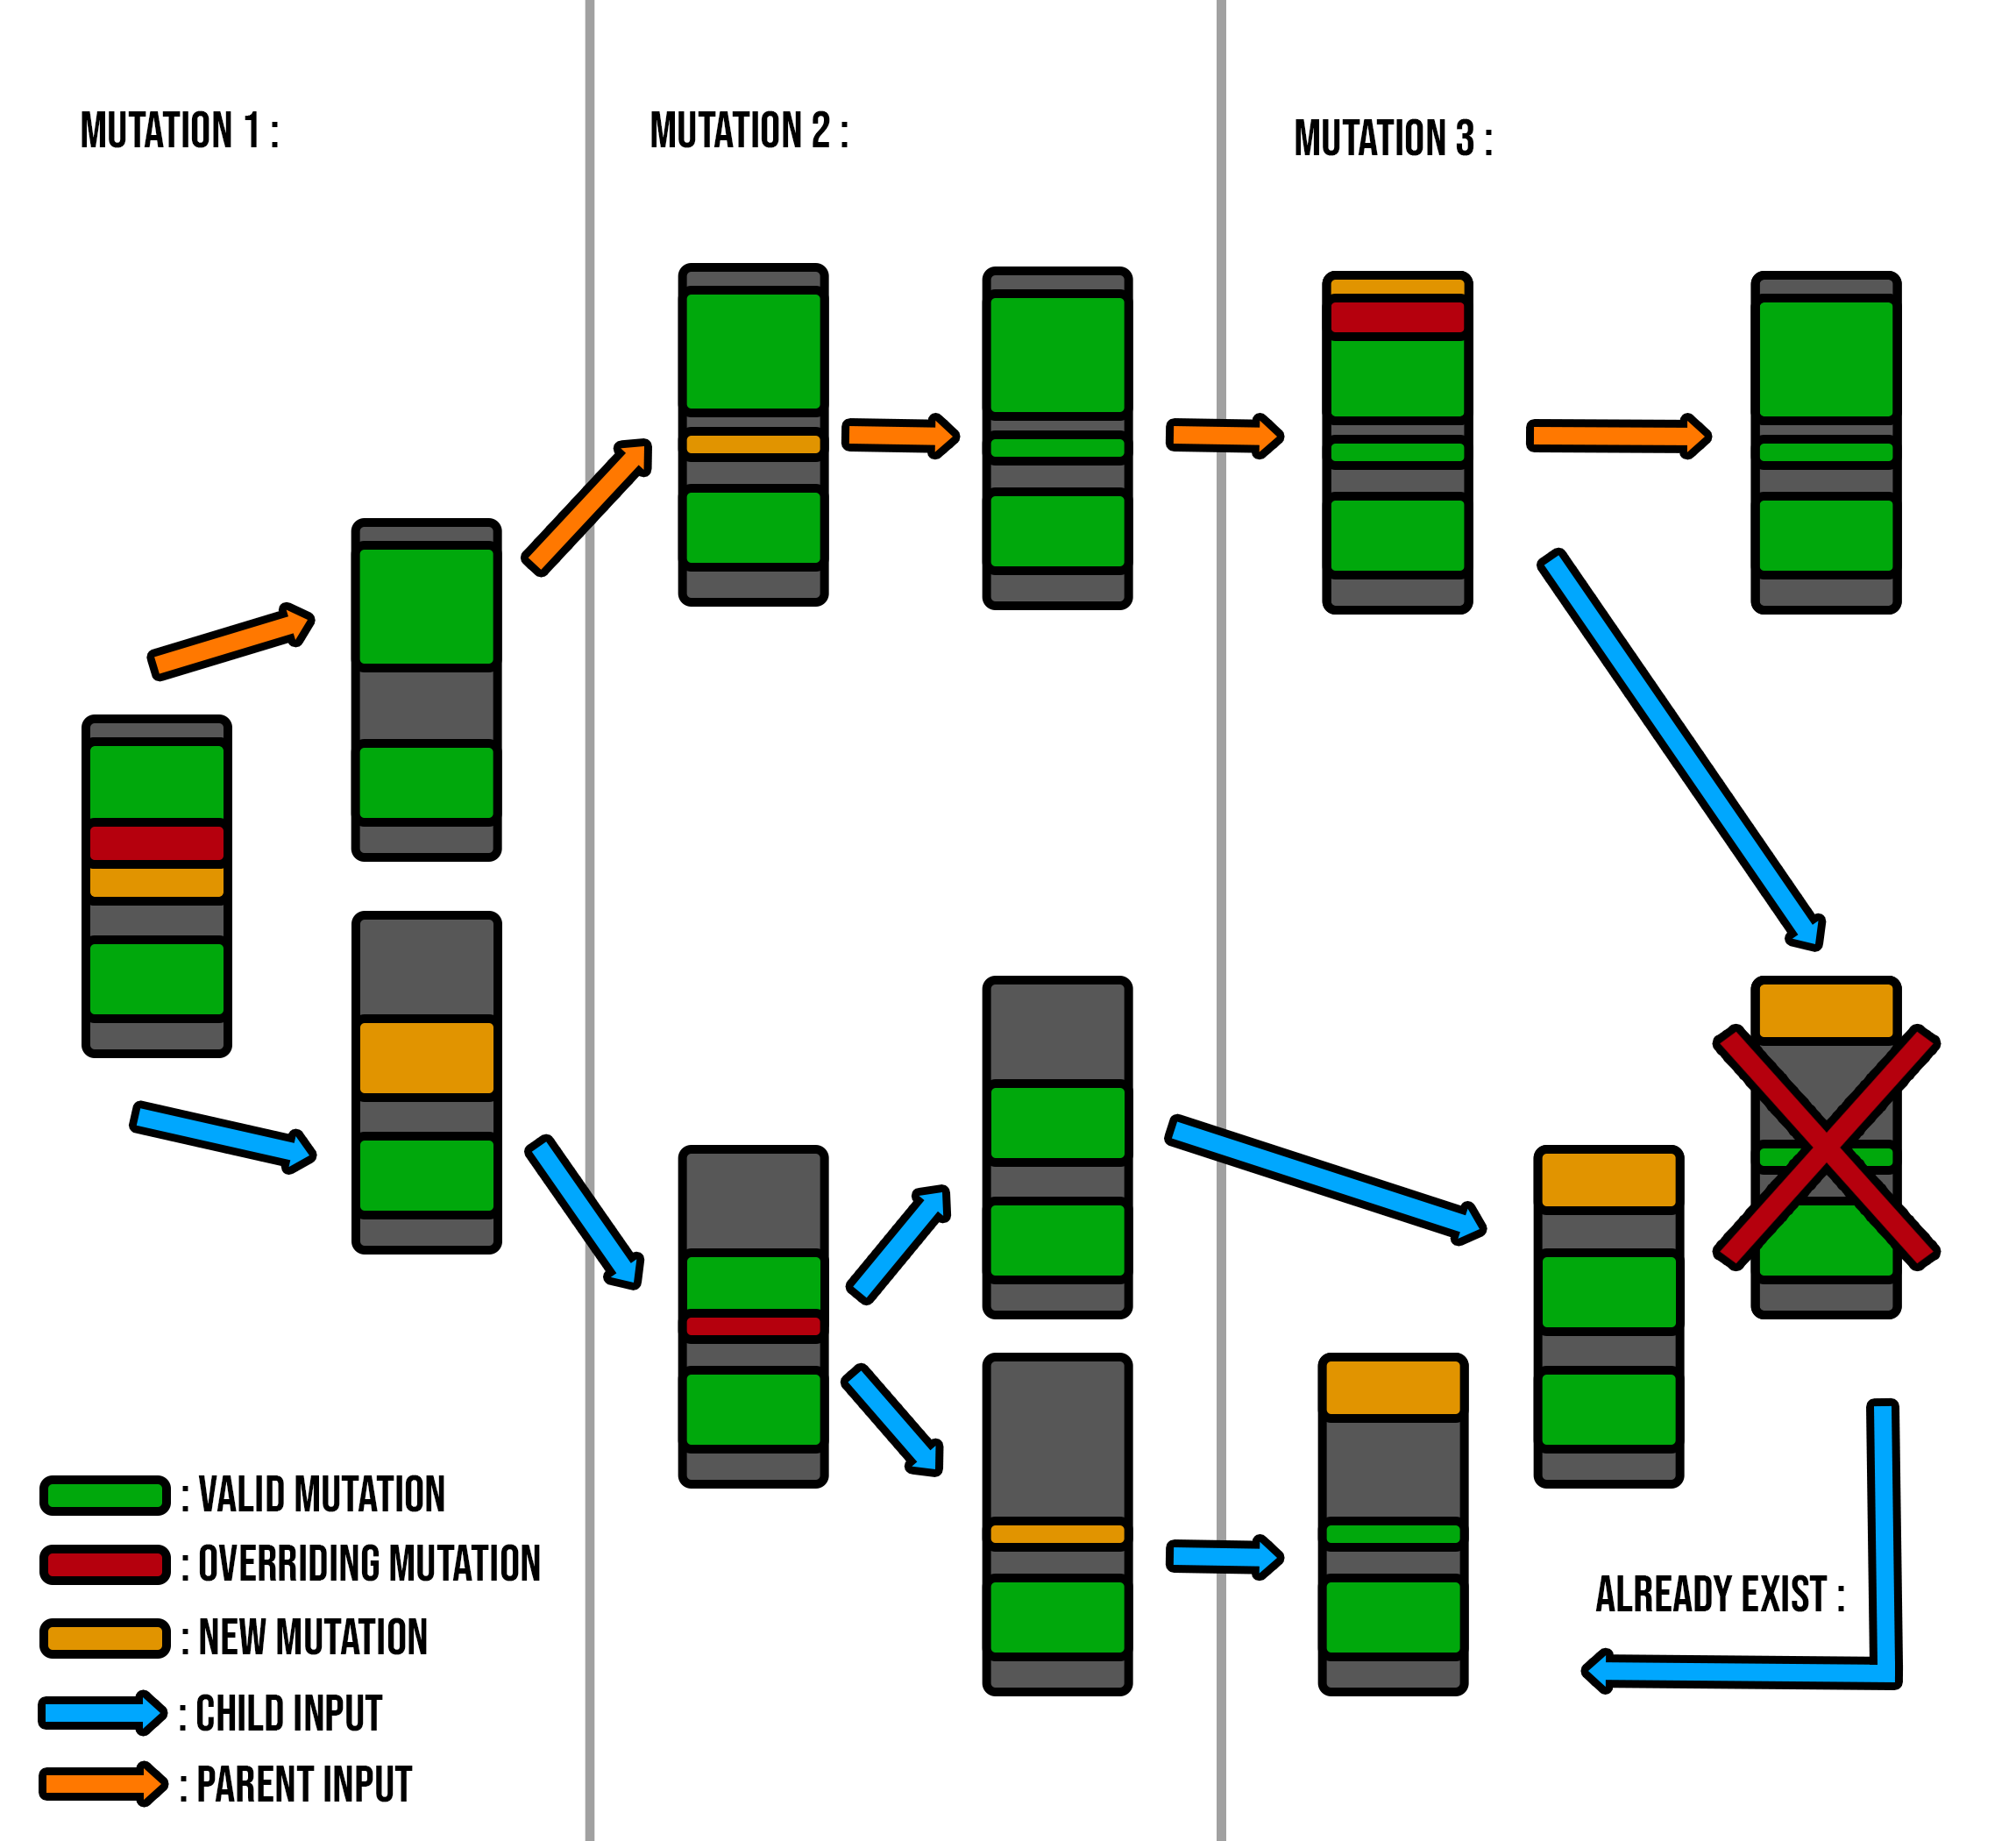 MUTATION 1 :
MUTATION 2 :
MUTATION 3 :
: VALID MUTATION
: OVERRIDING MUTATION
: NEW MUTATION
: CHILD INPUT
: PARENT INPUT
ALREADY EXIST :